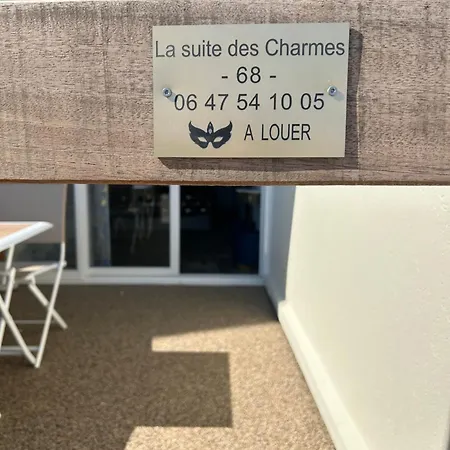 La suite des Charmes
- 68 -
06 47 54 10 05
A LOUER